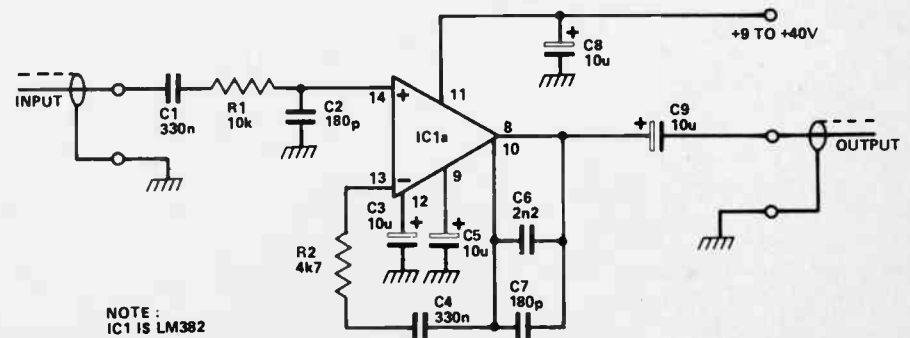 INPUT
C1
330n
R1
10k
C2
180p
14
+
11
IC1a
13
−
12
9
8
10
C3
10u
+
C5
10u
+
R2
4k7
C4
330n
C6
2n2
C7
180p
+
C8
10u
+9 TO +40V
+
C9
10u
OUTPUT
NOTE :
IC1 IS LM382